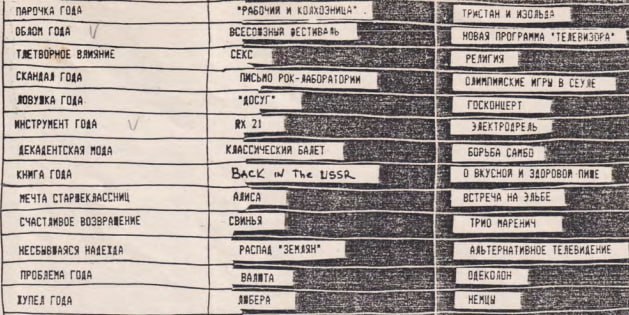 ПАРОЧКА ГОДА "РАБОЧИЙ И КОЛХОЗНИЦА". ТРИСТАН И ИЗОЛЬДА
ОБЛОМ ГОДА ВСЕСОЮЗНЫЙ ФЕСТИВАЛЬ НОВАЯ ПРОГРАММА "ТЕЛЕВИЗОРА"
ТЛЕТВОРНОЕ ВЛИЯНИЕ СЕКС РЕЛИГИЯ
СКАНДАЛ ГОДА ПИСЬМО РОК-ЛАБОРАТОРИИ ОЛИМПИЙСКИЕ ИГРЫ В СЕУЛЕ
ЛОВУШКА ГОДА "ДОСУГ" ГОСКОНЦЕРТ
ИНСТРУМЕНТ ГОДА RX 21 ЭЛЕКТРОДРЕЛЬ
ДЕКАДЕНТСКАЯ МОДА КЛАССИЧЕСКИЙ БАЛЕТ БОРЬБА САМБО
КНИГА ГОДА BACK IN The USSR О ВКУСНОЙ И ЗДОРОВОЙ ПИЩЕ
МЕЧТА СТАРШЕКЛАССНИЦ АЛИСА ВСТРЕЧА НА ЭЛЬБЕ
СЧАСТЛИВОЕ ВОЗВРАЩЕНИЕ СВИНЬЯ ТРИО МАРЕНИЧ
НЕСБЫВШАЯСЯ НАДЕЖДА РАСПАД "ЗЕМЛЯН" АЛЬТЕРНАТИВНОЕ ТЕЛЕВИДЕНИЕ
ПРОБЛЕМА ГОДА ВАЛЮТА ОДЕКОЛОН
ЖУПЕЛ ГОДА ЛЮБЕРА НЕМЦЫ